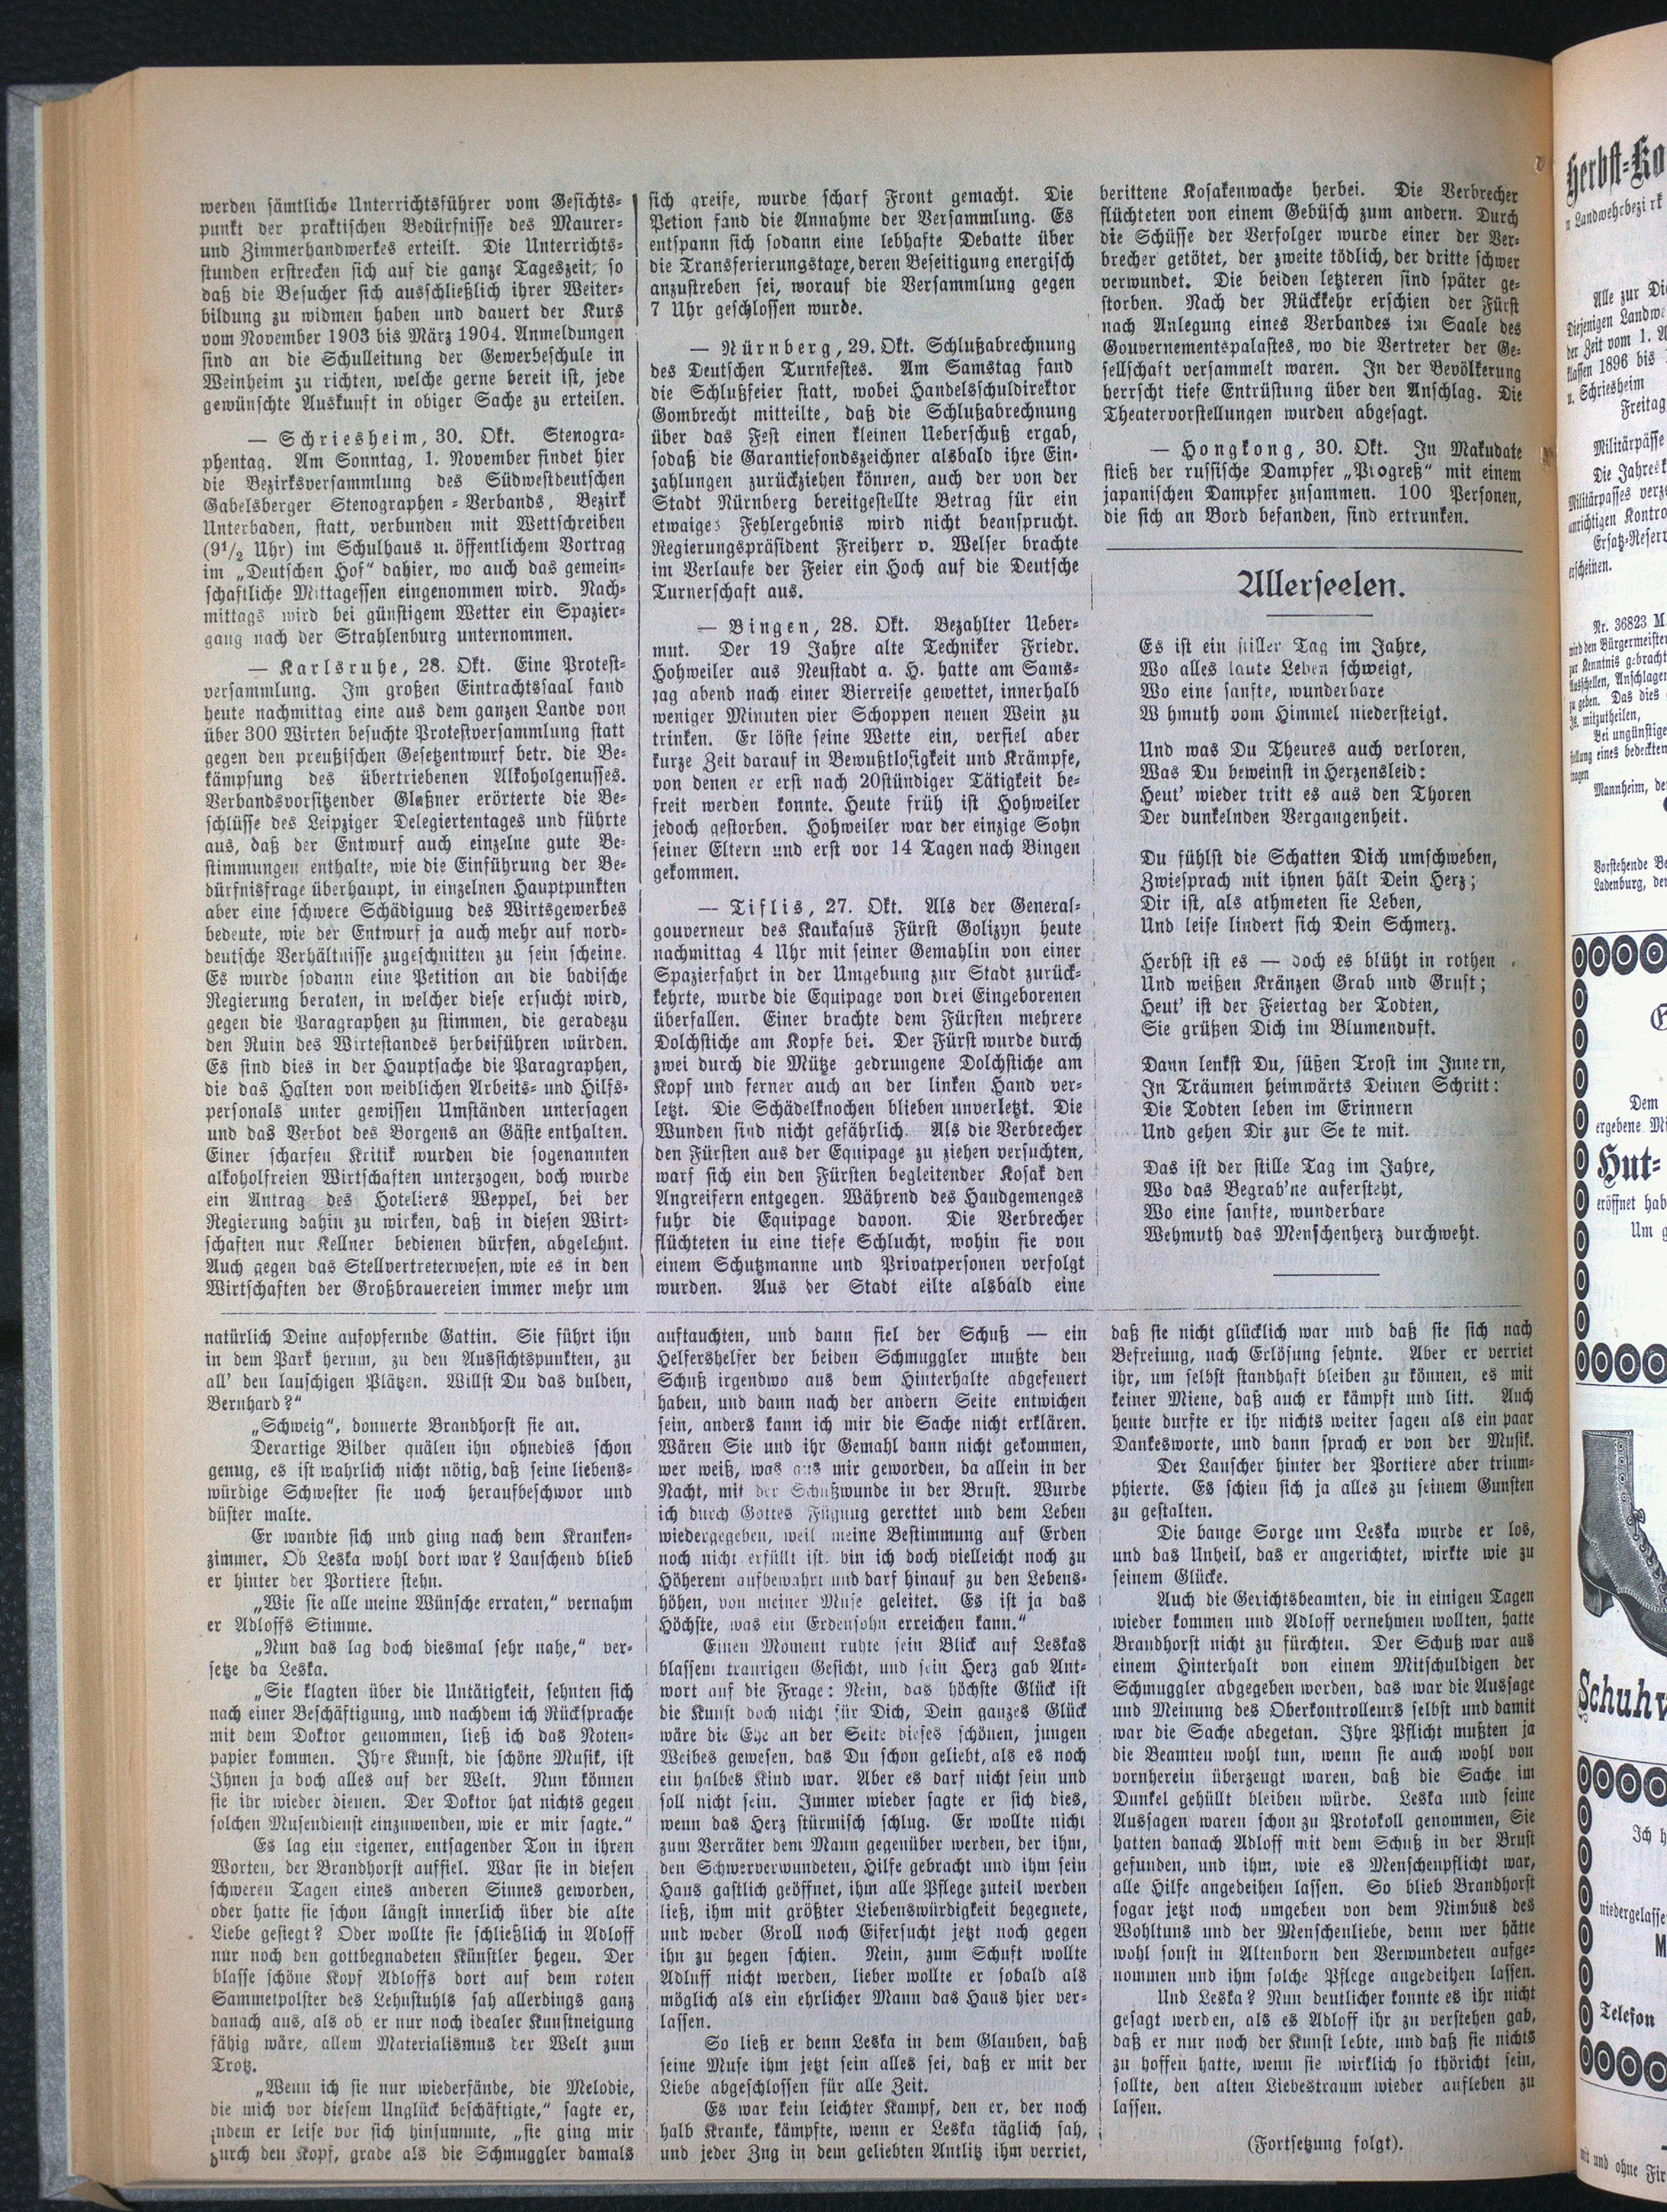 werden sämtliche Unterrichtsführer vom Gesichts-
punkt der praktischen Bedürfnisse des Maurer-
und Zimmerhandwerkes erteilt. Die Unterrichts-
stunden erstrecken sich auf die ganze Tageszeit, so
daß die Besucher sich ausschließlich ihrer Weiter-
bildung zu widmen haben und dauert der Kurs
vom November 1903 bis März 1904. Anmeldungen
sind an die Schulleitung der Gewerbeschule in
Weinheim zu richten, welche gerne bereit ist, jede
gewünschte Auskunft in obiger Sache zu erteilen.
— Schriesheim, 30. Okt. Stenogra-
phentag. Am Sonntag, 1. November findet hier
die Bezirksversammlung des Südwestdeutschen
Gabelsberger Stenographen-Verbands, Bezirk
Unterbaden, statt, verbunden mit Wettschreiben
(9½ Uhr) im Schulhaus u. öffentlichem Vortrag
im „Deutschen Hof“ dahier, wo auch das gemein-
schaftliche Mittagessen eingenommen wird. Nach-
mittags wird bei günstigem Wetter ein Spazier-
gang nach der Strahlenburg unternommen.
— Karlsruhe, 28. Okt. Eine Protest-
versammlung. Im großen Eintrachtssaal fand
heute nachmittag eine aus dem ganzen Lande von
über 300 Wirten besuchte Protestversammlung statt
gegen den preußischen Gesetzentwurf betr. die Be-
kämpfung des übertriebenen Alkoholgenusses.
Verbandsvorsitzender Glaßner erörterte die Be-
schlüsse des Leipziger Delegiertentages und führte
aus, daß der Entwurf auch einzelne gute Be-
stimmungen enthalte, wie die Einführung der Be-
dürfnisfrage überhaupt, in einzelnen Hauptpunkten
aber eine schwere Schädigung des Wirtsgewerbes
bedeute, wie der Entwurf ja auch mehr auf nord-
deutsche Verhältnisse zugeschnitten zu sein scheine.
Es wurde sodann eine Petition an die badische
Regierung beraten, in welcher diese ersucht wird,
gegen die Paragraphen zu stimmen, die geradezu
den Ruin des Wirtestandes herbeiführen würden.
Es sind dies in der Hauptsache die Paragraphen,
die das Halten von weiblichen Arbeits- und Hilfs-
personals unter gewissen Umständen untersagen
und das Verbot des Borgens an Gäste enthalten.
Einer scharfen Kritik wurden die sogenannten
alkoholfreien Wirtschaften unterzogen, doch wurde
ein Antrag des Hoteliers Weppel, bei der
Regierung dahin zu wirken, daß in diesen Wirt-
schaften nur Kellner bedienen dürfen, abgelehnt.
Auch gegen das Stellvertreterwesen, wie es in den
Wirtschaften der Großbrauereien immer mehr um
sich greife, wurde scharf Front gemacht. Die
Petion fand die Annahme der Versammlung. Es
entspann sich sodann eine lebhafte Debatte über
die Transferierungstaxe, deren Beseitigung energisch
anzustreben sei, worauf die Versammlung gegen
7 Uhr geschlossen wurde.
— Nürnberg, 29. Okt. Schlußabrechnung
des Deutschen Turnfestes. Am Samstag fand
die Schlußfeier statt, wobei Handelsschuldirektor
Gombrecht mitteilte, daß die Schlußabrechnung
über das Fest einen kleinen Ueberschuß ergab,
sodaß die Garantiefondszeichner alsbald ihre Ein-
zahlungen zurückziehen können, auch der von der
Stadt Nürnberg bereitgestellte Betrag für ein
etwaiges Fehlergebnis wird nicht beansprucht.
Regierungspräsident Freiherr v. Welser brachte
im Verlaufe der Feier ein Hoch auf die Deutsche
Turnerschaft aus.
— Bingen, 28. Okt. Bezahlter Ueber-
mut. Der 19 Jahre alte Techniker Friedr.
Hohweiler aus Neustadt a. H. hatte am Sams-
zag abend nach einer Bierreise gewettet, innerhalb
weniger Minuten vier Schoppen neuen Wein zu
trinken. Er löste seine Wette ein, verfiel aber
kurze Zeit darauf in Bewußtlosigkeit und Krämpfe,
von denen er erst nach 20stündiger Tätigkeit be-
freit werden konnte. Heute früh ist Hohweiler
jedoch gestorben. Hohweiler war der einzige Sohn
seiner Eltern und erst vor 14 Tagen nach Bingen
gekommen.
— Tiflis, 27. Okt. Als der General-
gouverneur des Kaukasus Fürst Golizyn heute
nachmittag 4 Uhr mit seiner Gemahlin von einer
Spazierfahrt in der Umgebung zur Stadt zurück-
kehrte, wurde die Equipage von drei Eingeborenen
überfallen. Einer brachte dem Fürsten mehrere
Dolchstiche am Kopfe bei. Der Fürst wurde durch
zwei durch die Mütze gedrungene Dolchstiche am
Kopf und ferner auch an der linken Hand ver-
letzt. Die Schädelknochen blieben unverletzt. Die
Wunden sind nicht gefährlich. Als die Verbrecher
den Fürsten aus der Equipage zu ziehen versuchten,
warf sich ein den Fürsten begleitender Kosak den
Angreifern entgegen. Während des Handgemenges
fuhr die Equipage davon. Die Verbrecher
flüchteten in eine tiefe Schlucht, wohin sie von
einem Schutzmanne und Privatpersonen verfolgt
wurden. Aus der Stadt eilte alsbald eine
berittene Kosakenwache herbei. Die Verbrecher
flüchteten von einem Gebüsch zum andern. Durch
die Schüsse der Verfolger wurde einer der Ver-
brecher getötet, der zweite tödlich, der dritte schwer
verwundet. Die beiden letzteren sind später ge-
storben. Nach der Rückkehr erschien der Fürst
nach Anlegung eines Verbandes im Saale des
Gouvernementspalastes, wo die Vertreter der Ge-
sellschaft versammelt waren. In der Bevölkerung
herrscht tiefe Entrüstung über den Anschlag. Die
Theatervorstellungen wurden abgesagt.
— Hongkong, 30. Okt. In Makudate
stieß der russische Dampfer „Progreß“ mit einem
japanischen Dampfer znsammen. 100 Personen,
die sich an Bord befanden, sind ertrunken.
Allerseelen.
Es ist ein stiller Tag im Jahre,
Wo alles laute Leben schweigt,
Wo eine sanfte, wunderbare
W hmuth vom Himmel niedersteigt.
Und was Du Theures auch verloren,
Was Du beweinst in Herzensleid:
Heut' wieder tritt es aus den Thoren
Der dunkelnden Vergangenheit.
Du fühlst die Schatten Dich umschweben,
Zwiesprach mit ihnen hält Dein Herz;
Dir ist, als athmeten sie Leben,
Und leise lindert sich Dein Schmerz.
Herbst ist es — doch es blüht in rothen
Und weißen Kränzen Grab und Gruft;
Heut' ist der Feiertag der Todten,
Sie grüßen Dich im Blumenduft.
Dann lenkst Du, süßen Trost im Innern,
In Träumen heimwärts Deinen Schritt:
Die Todten leben im Erinnern
Und gehen Dir zur Se te mit.
Das ist der stille Tag im Jahre,
Wo das Begrab'ne aufersteht,
Wo eine sanfte, wunderbare
Wehmuth das Menschenherz durchweht.
natürlich Deine aufopfernde Gattin. Sie führt ihn
in dem Park herum, zu den Aussichtspunkten, zu
all' den lauschigen Plätzen. Willst Du das dulden,
Bernhard?“
„Schweig“, donnerte Brandhorst sie an.
Derartige Bilder quälen ihn ohnedies schon
genug, es ist wahrlich nicht nötig, daß seine liebens-
würdige Schwester sie noch heraufbeschwor und
düster malte.
Er wandte sich und ging nach dem Kranken-
zimmer. Ob Leska wohl dort war? Lauschend blieb
er hinter der Portiere stehn.
„Wie sie alle meine Wünsche erraten,“ vernahm
er Adloffs Stimme.
„Nun das lag doch diesmal sehr nahe,“ ver-
setze da Leska.
„Sie klagten über die Untätigkeit, sehnten sich
nach einer Beschäftigung, und nachdem ich Rücksprache
mit dem Doktor genommen, ließ ich das Noten-
papier kommen. Ihre Kunst, die schöne Musik, ist
Ihnen ja doch alles auf der Welt. Nun können
sie ihr wieder dienen. Der Doktor hat nichts gegen
solchen Musendienst einzuwenden, wie er mir sagte.“
Es lag ein eigener, entsagender Ton in ihren
Worten, der Brandhorst auffiel. War sie in diesen
schweren Tagen eines anderen Sinnes geworden,
oder hatte sie schon längst innerlich über die alte
Liebe gesiegt? Oder wollte sie schließlich in Adloff
nur noch den gottbegnadeten Künstler hegen. Der
blasse schöne Kopf Adloffs dort auf dem roten
Sammetpolster des Lehnstuhls sah allerdings ganz
danach aus, als ob er nur noch idealer Kunstneigung
fähig wäre, allem Materialismus der Welt zum
Trotz.
„Wenn ich sie nur wiederfände, die Melodie,
die mich vor diesem Unglück beschäftigte,“ sagte er,
indem er leise vor sich hinsummte, „sie ging mir
durch den Kopf, grade als die Schmuggler damals
auftauchten, und dann fiel der Schuß — ein
Helfershelfer der beiden Schmuggler mußte den
Schuß irgendwo aus dem Hinterhalte abgefeuert
haben, und dann nach der andern Seite entwichen
sein, anders kann ich mir die Sache nicht erklären.
Wären Sie und ihr Gemahl dann nicht gekommen,
wer weiß, was aus mir geworden, da allein in der
Nacht, mit der Schußwunde in der Brust. Wurde
ich durch Gottes Fügung gerettet und dem Leben
wiedergegeben, weil meine Bestimmung auf Erden
noch nicht erfüllt ist, bin ich doch vielleicht noch zu
Höherem aufbewahrt und darf hinauf zu den Lebens-
höhen, von meiner Muse geleitet. Es ist ja das
Höchste, was ein Erdensohn erreichen kann.“
Einen Moment ruhte sein Blick auf Leskas
blassem traurigen Gesicht, und sein Herz gab Ant-
wort auf die Frage: Nein, das höchste Glück ist
die Kunst doch nicht für Dich, Dein ganzes Glück
wäre die Ehe an der Seite dieses schönen, jungen
Weibes gewesen, das Du schon geliebt, als es noch
ein halbes Kind war. Aber es darf nicht sein und
soll nicht sein. Immer wieder sagte er sich dies,
wenn das Herz stürmisch schlug. Er wollte nicht
zum Verräter dem Mann gegenüber werden, der ihm,
den Schwerverwundeten, Hilfe gebracht und ihm sein
Haus gastlich geöffnet, ihm alle Pflege zuteil werden
ließ, ihm mit größter Liebenswürdigkeit begegnete,
und weder Groll noch Eifersucht jetzt noch gegen
ihn zu hegen schien. Nein, zum Schuft wollte
Adluff nicht werden, lieber wollte er sobald als
möglich als ein ehrlicher Mann das Haus hier ver-
lassen.
So ließ er denn Leska in dem Glauben, daß
seine Muse ihm jetzt sein alles sei, daß er mit der
Liebe abgeschlossen für alle Zeit.
Es war kein leichter Kampf, den er, der noch
halb Kranke, kämpfte, wenn er Leska täglich sah,
und jeder Zng in dem geliebten Antlitz ihm verriet,
daß sie nicht glücklich war und daß sie sich nach
Befreiung, nach Erlösung sehnte. Aber er verriet
ihr, um selbst standhaft bleiben zu können, es mit
keiner Miene, daß auch er kämpft und litt. Auch
heute durfte er ihr nichts weiter sagen als ein paar
Dankesworte, und dann sprach er von der Musik.
Der Lauscher hinter der Portiere aber trium-
phierte. Es schien sich ja alles zu seinem Gunsten
zu gestalten.
Die bange Sorge um Leska wurde er los,
und das Unheil, das er angerichtet, wirkte wie zu
seinem Glücke.
Auch die Gerichtsbeamten, die in einigen Tagen
wieder kommen und Adloff vernehmen wollten, hatte
Brandhorst nicht zu fürchten. Der Schuß war aus
einem Hinterhalt von einem Mitschuldigen der
Schmuggler abgegeben worden, das war die Aussage
und Meinung des Oberkontrolleurs selbst und damit
war die Sache abgetan. Ihre Pflicht mußten ja
die Beamten wohl tun, wenn sie auch wohl von
vornherein überzeugt waren, daß die Sache im
Dunkel gehüllt bleiben würde. Leska und seine
Aussagen waren schon zu Protokoll genommen, Sie
hatten danach Adloff mit dem Schuß in der Brust
gefunden, und ihm, wie es Menschenpflicht war,
alle Hilfe angedeihen lassen. So blieb Brandhorst
sogar jetzt noch umgeben von dem Nimbus des
Wohltuns und der Menschenliebe, denn wer hätte
wohl sonst in Altenborn den Verwundeten aufge-
nommen und ihm solche Pflege angedeihen lassen.
Und Leska? Nun deutlicher konnte es ihr nicht
gesagt werden, als es Adloff ihr zu verstehen gab,
daß er nur noch der Kunst lebte, und daß sie nichts
zu hoffen hatte, wenn sie wirklich so thöricht sein,
sollte, den alten Liebestraum wieder aufleben zu
lassen.
(Fortsetzung folgt).
Herbst-Ko
n Landwehrbezirk
Alle zur
Diejenigen Landwe
der Zeit vom 1.
klassen 1896 bis
u. Schriesheim
Freitag
Militärpässe
Die
Militärpasses
Kontro
Ersatz-Reserv
erscheinen.
Nr. 36823
wird den Bürgermeister
zur Kenntnis gebracht
zu geben. Das dies
mitzutheilen,
Bei ungünstige
stellung eines bedeckten
Mannheim, de
Vorstehende Be
Ladenburg, den
Dem
ergebene
Hut-
eröffnet hab
Um
Schuhw
Ich
niedergelasse
M
Telefon
mit und ohne Fir